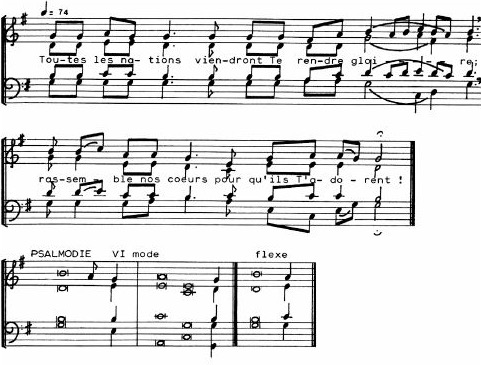 ♩. = 74
Tou-tes les na- tions vien-dront Te ren-dre gloi - re;
ras-sem - ble nos coeurs pour qu'ils T'a-do-rent !
PSALMODIE VI mode flexe